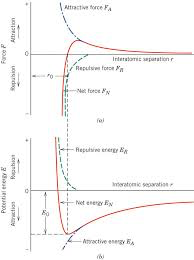 +
Attractive force F_A
Attraction
Force F
0
Repulsion
Repulsive force F_R
Interatomic separation r
r_0
Net force F_N
−
(a)
+
Repulsion
Repulsive energy E_R
Potential energy E
0
Interatomic separation r
Attraction
E_0
Net energy E_N
Attractive energy E_A
−
(b)